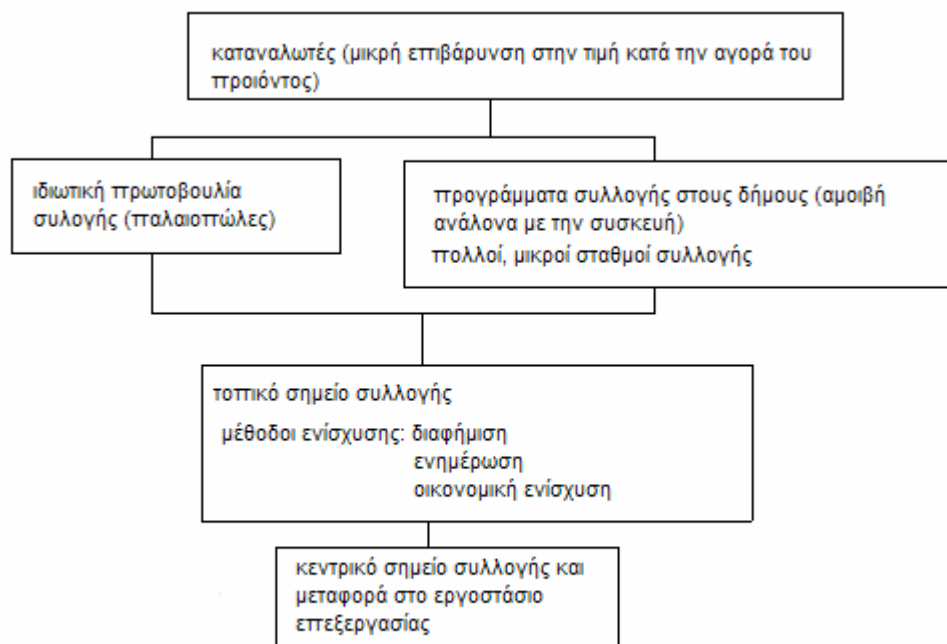 καταναλωτές (μικρή επιβάρυνση στην τιμή κατά την αγορά του
προιόντος)
ιδιωτική πρωτοβουλία
συλογής (παλαιοπώλες)
προγράμματα συλλογής στους δήμους (αμοιβή
ανάλονα με την συσκευή)
πολλοί, μικροί σταθμοί συλλογής
τοπικό σημείο συλλογής
μέθοδοι ενίσχυσης: διαφήμιση
ενημέρωση
οικονομική ενίσχυση
κεντρικό σημείο συλλογής και
μεταφορά στο εργοστάσιο
επεξεργασίας